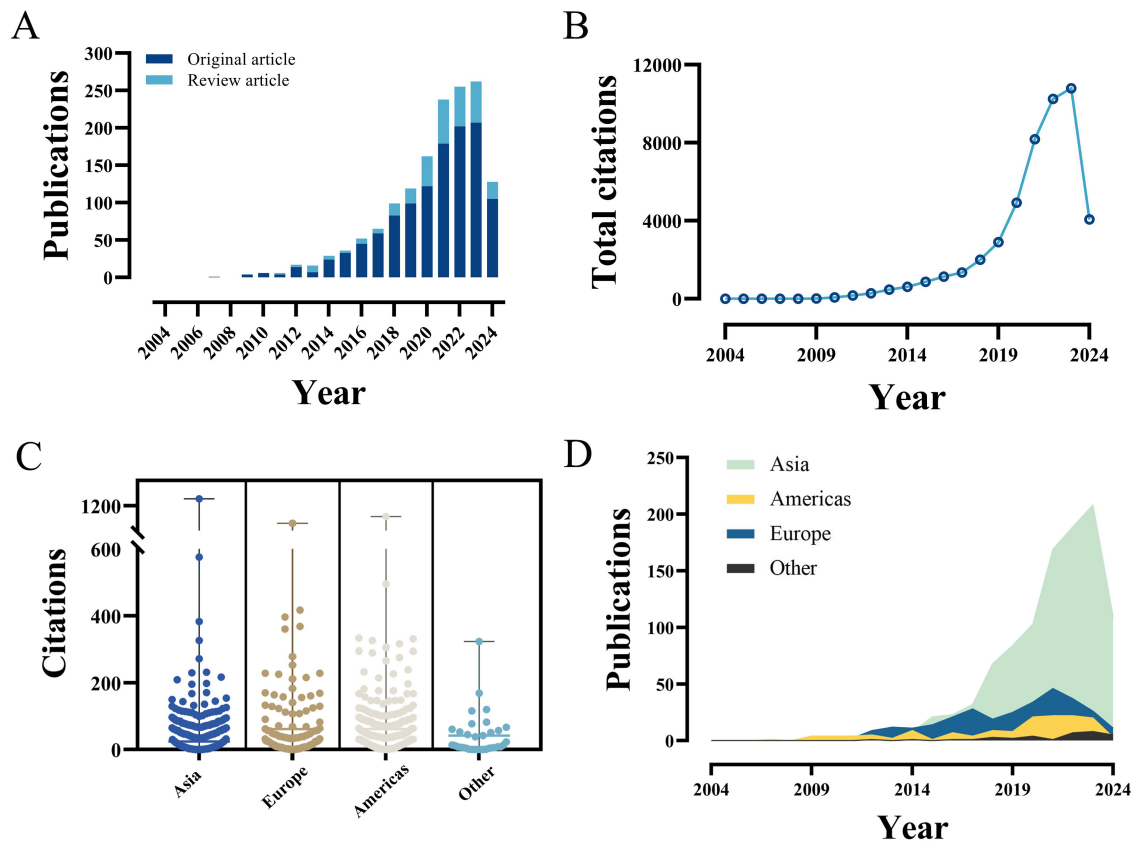 A
Publications
300
250
200
150
100
50
0
Original article
Review article
2004
2006
2008
2010
2012
2014
2016
2018
2020
2022
2024
Year
B
Total citations
12000
8000
4000
0
2004
2009
2014
2019
2024
Year
C
Citations
1200
600
400
200
0
Asia
Europe
Americas
Other
D
Publications
250
200
150
100
50
0
Asia
Americas
Europe
Other
2004
2009
2014
2019
2024
Year